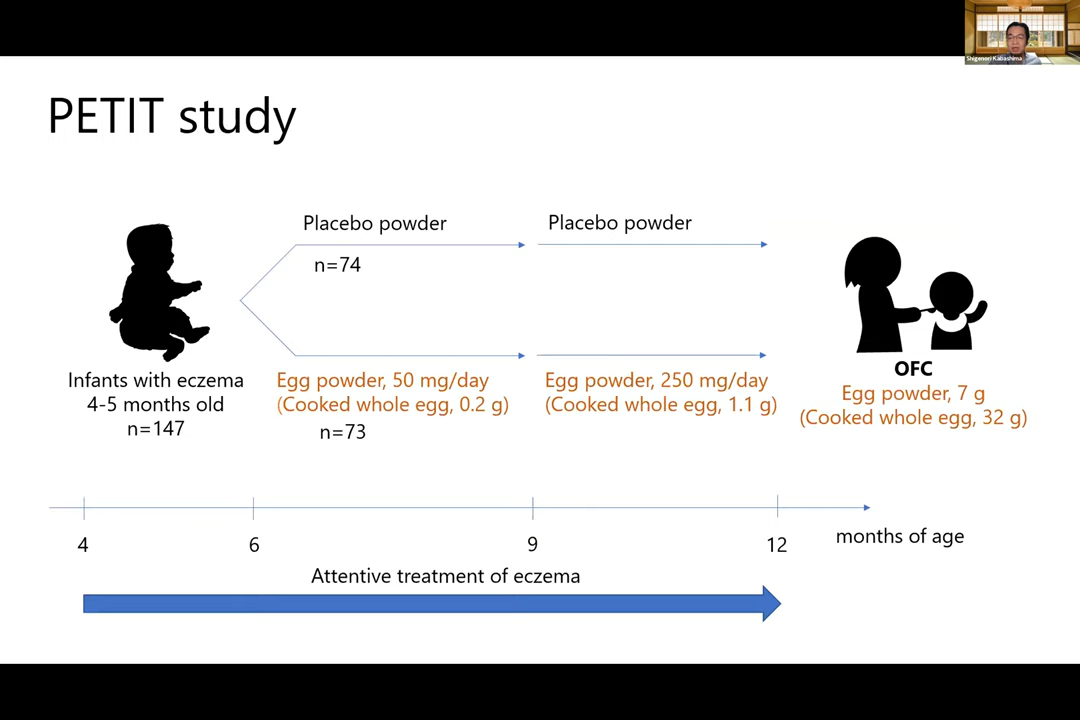 Shigenori Kabashima
PETIT study
Placebo powder
n=74
Placebo powder
Infants with eczema
4-5 months old
n=147
Egg powder, 50 mg/day
(Cooked whole egg, 0.2 g)
n=73
Egg powder, 250 mg/day
(Cooked whole egg, 1.1 g)
OFC
Egg powder, 7 g
(Cooked whole egg, 32 g)
4
6
9
12
months of age
Attentive treatment of eczema